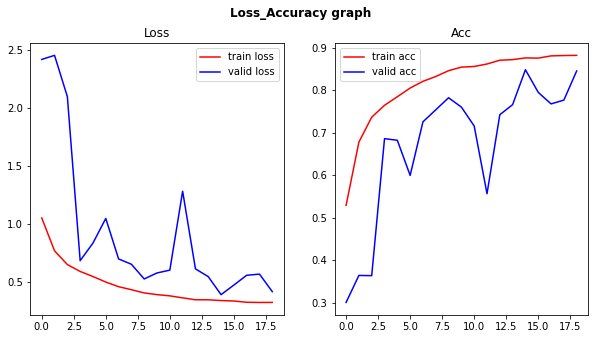 Loss_Accuracy graph
Loss
Acc
train loss
valid loss
train acc
valid acc
2.5
2.0
1.5
1.0
0.5
0.9
0.8
0.7
0.6
0.5
0.4
0.3
0.0 2.5 5.0 7.5 10.0 12.5 15.0 17.5
0.0 2.5 5.0 7.5 10.0 12.5 15.0 17.5